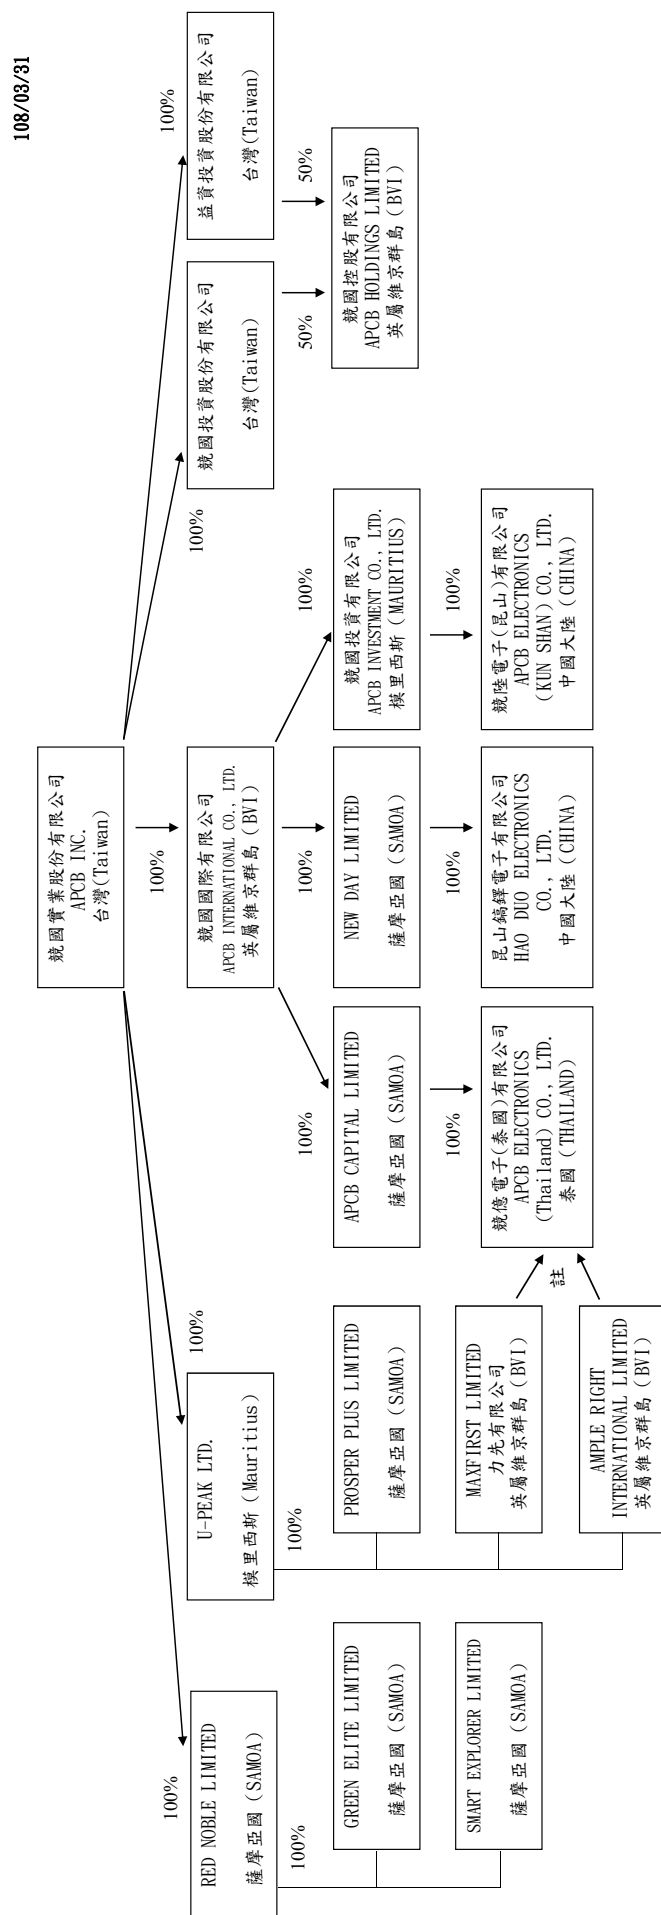 108/03/31
競國實業股份有限公司
APCB INC.
台灣(Taiwan)
100%
100%
100%
100%
100%
RED NOBLE LIMITED
薩摩亞國 (SAMOA)
U-PEAK LTD.
模里西斯 (Mauritius)
競國國際有限公司
APCB INTERNATIONAL CO., LTD.
英屬維京群島 (BVI)
競國投資股份有限公司
台灣(Taiwan)
益資投資股份有限公司
台灣(Taiwan)
100%
100%
100%
100%
100%
50%
50%
GREEN ELITE LIMITED
薩摩亞國 (SAMOA)
PROSPER PLUS LIMITED
薩摩亞國 (SAMOA)
APCB CAPITAL LIMITED
薩摩亞國 (SAMOA)
NEW DAY LIMITED
薩摩亞國 (SAMOA)
競國投資有限公司
APCB INVESTMENT CO., LTD.
模里西斯 (MAURITIUS)
競國控股有限公司
APCB HOLDINGS LIMITED
英屬維京群島 (BVI)
100%
100%
100%
SMART EXPLORER LIMITED
薩摩亞國 (SAMOA)
MAXFIRST LIMITED
力先有限公司
英屬維京群島 (BVI)
註
競億電子(泰國)有限公司
APCB ELECTRONICS
(Thailand) CO., LTD.
泰國 (THAILAND)
昆山鎬鐸電子有限公司
HAO DUO ELECTRONICS
CO., LTD.
中國大陸 (CHINA)
競陸電子(昆山)有限公司
APCB ELECTRONICS
(KUN SHAN) CO., LTD.
中國大陸 (CHINA)
AMPLE RIGHT
INTERNATIONAL LIMITED
英屬維京群島 (BVI)